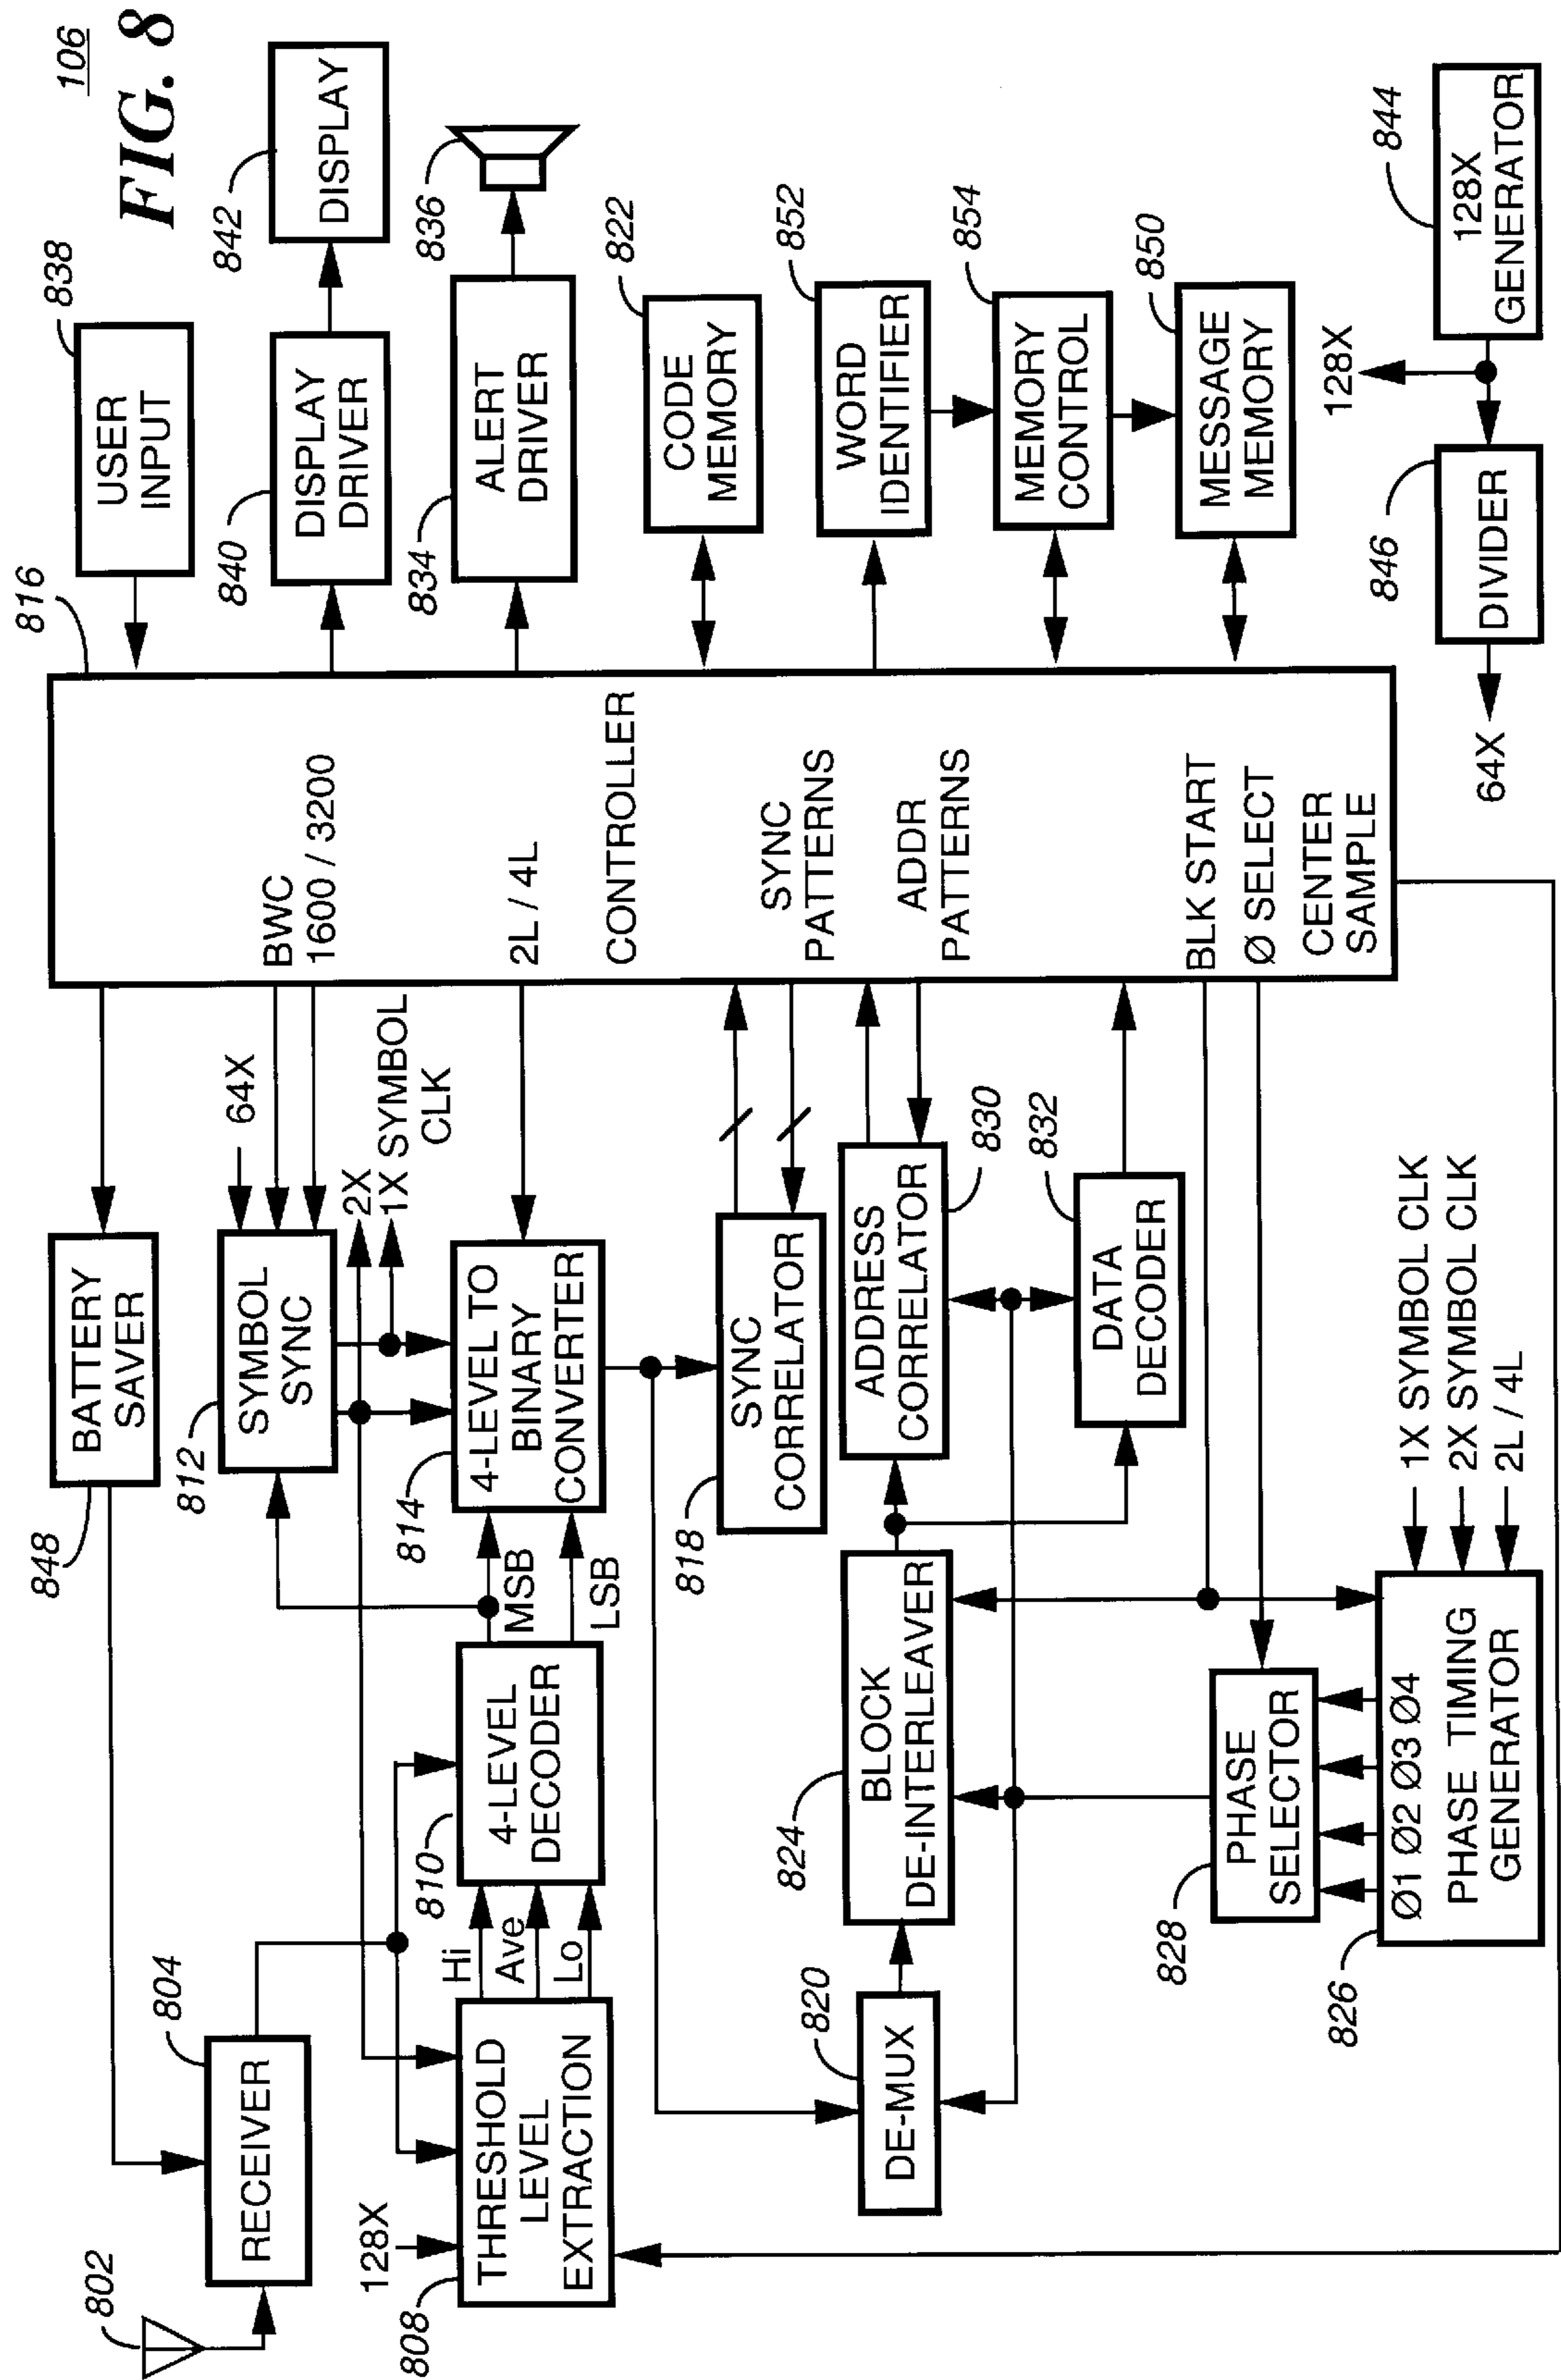 106
FIG. 8
802
804
RECEIVER
848
BATTERY
SAVER
816
838
USER
INPUT
842
DISPLAY
840
DISPLAY
DRIVER
836
834
ALERT
DRIVER
812
SYMBOL
SYNC
64X
BWC
1600 / 3200
2X
1X SYMBOL
CLK
128X
808
THRESHOLD
LEVEL
EXTRACTION
Hi
Ave
Lo
810
4-LEVEL
DECODER
MSB
LSB
814
4-LEVEL TO
BINARY
CONVERTER
2L / 4L
CONTROLLER
822
CODE
MEMORY
818
SYNC
CORRELATOR
SYNC
PATTERNS
852
WORD
IDENTIFIER
820
DE-MUX
824
BLOCK
DE-INTERLEAVER
ADDRESS
CORRELATOR
830
ADDR
PATTERNS
854
MEMORY
CONTROL
832
DATA
DECODER
850
MESSAGE
MEMORY
BLK START
Ø SELECT
CENTER
SAMPLE
828
PHASE
SELECTOR
826
Ø1 Ø2 Ø3 Ø4
PHASE TIMING
GENERATOR
1X SYMBOL CLK
2X SYMBOL CLK
2L / 4L
64X
846
DIVIDER
128X
844
128X
GENERATOR